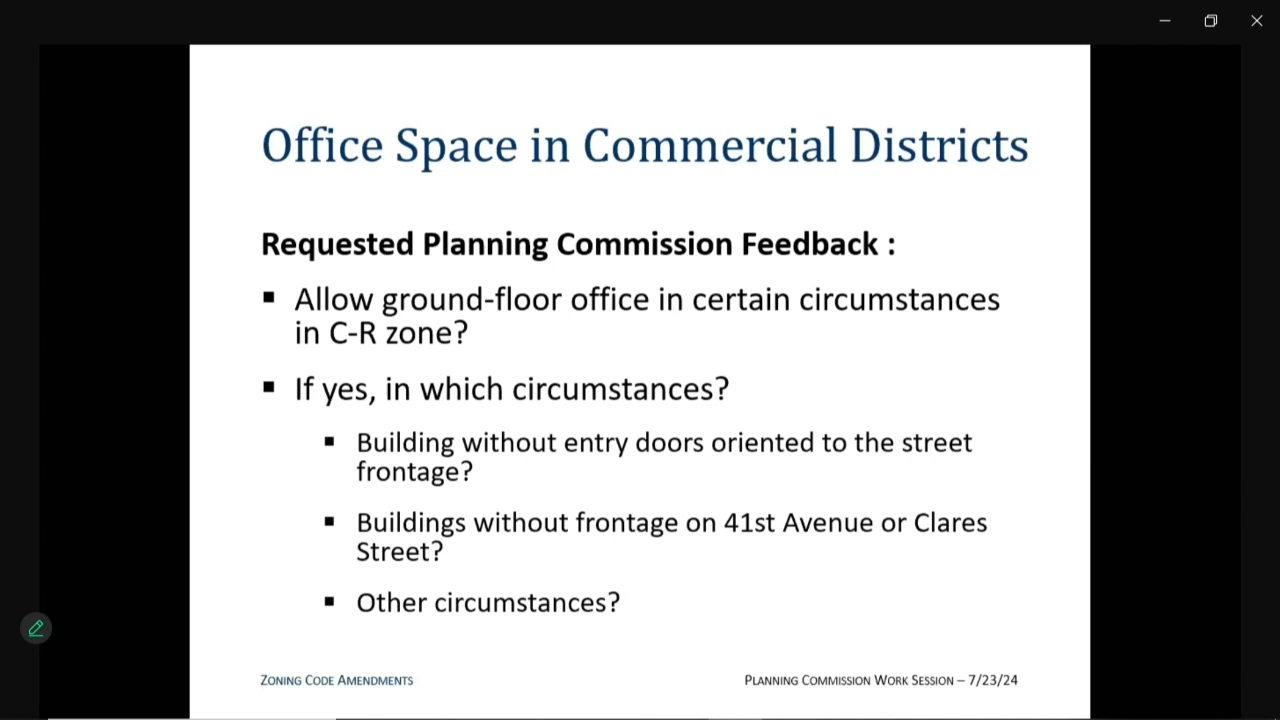 Office Space in Commercial Districts
Requested Planning Commission Feedback :
▪ Allow ground-floor office in certain circumstances
in C-R zone?
▪ If yes, in which circumstances?
▪ Building without entry doors oriented to the street
frontage?
▪ Buildings without frontage on 41st Avenue or Clares
Street?
▪ Other circumstances?
ZONING CODE AMENDMENTS
PLANNING COMMISSION WORK SESSION – 7/23/24